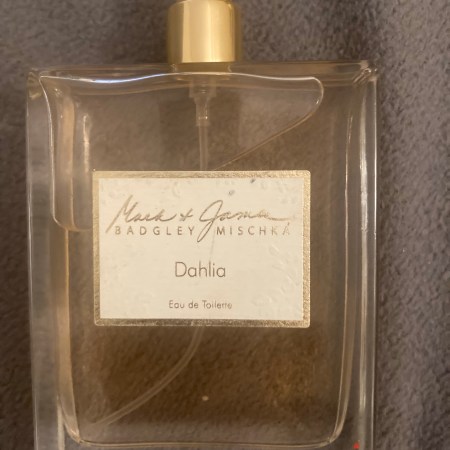 Mark + James
BADGLEY MISCHKA
Dahlia
Eau de Toilette